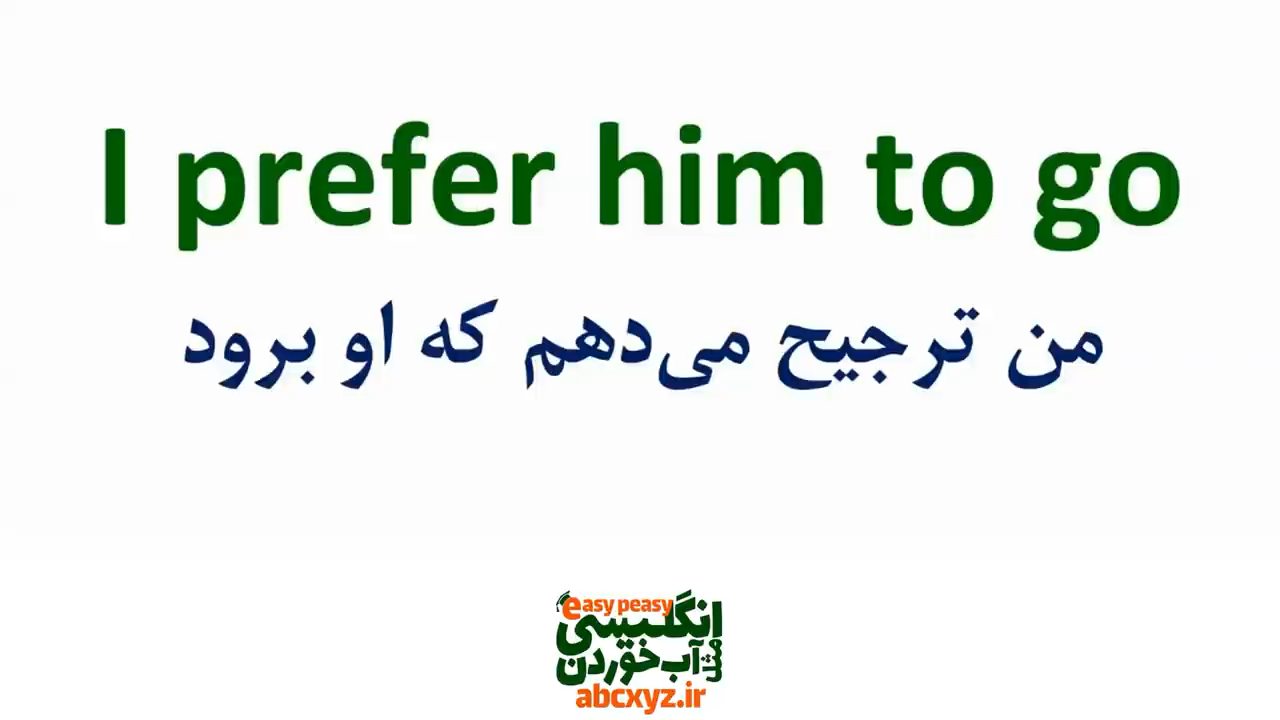 I prefer him to go
من ترجیح می‌دهم که او برود
easy peasy
انگلیسی
مثل آب خوردن
abcxyz.ir